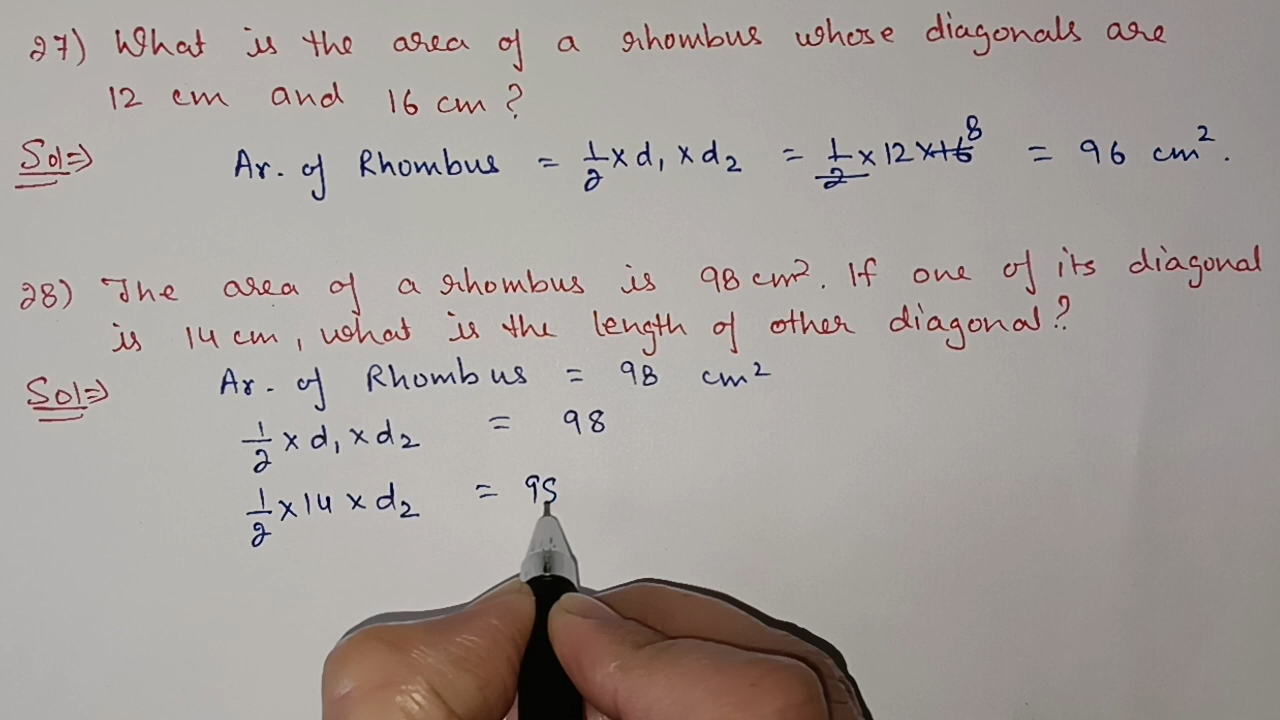 27) What is the area of a rhombus whose diagonals are
12 cm and 16 cm?
Sol⇒ Ar. of Rhombus = 1/2 × d₁ × d₂ = 1/2 × 12 × 16 8 = 96 cm².
28) The area of a rhombus is 98 cm². If one of its diagonal
is 14 cm, what is the length of other diagonal?
Sol⇒ Ar. of Rhombus = 98 cm²
1/2 × d₁ × d₂ = 98
1/2 × 14 × d₂ = 9